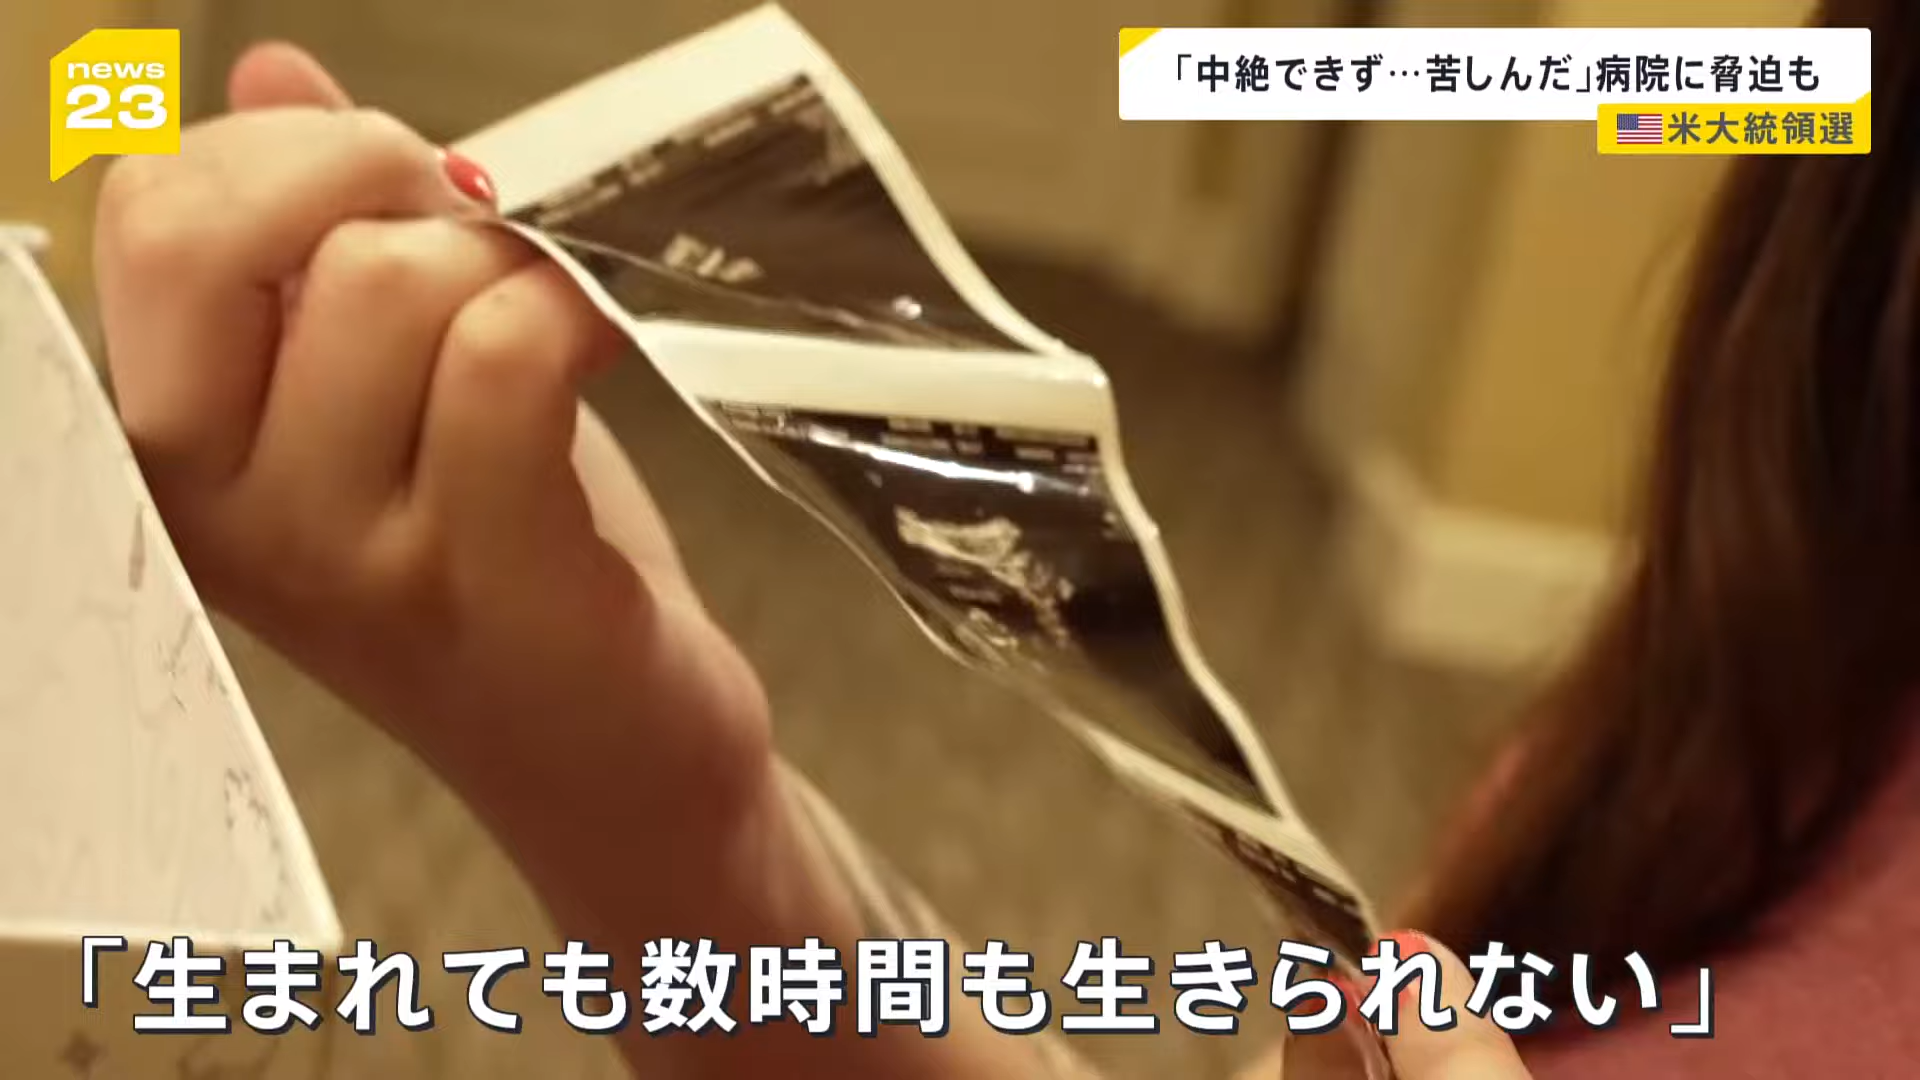 news
23
「中絶できず…苦しんだ」病院に脅迫も
米大統領選
「生まれても数時間も生きられない」